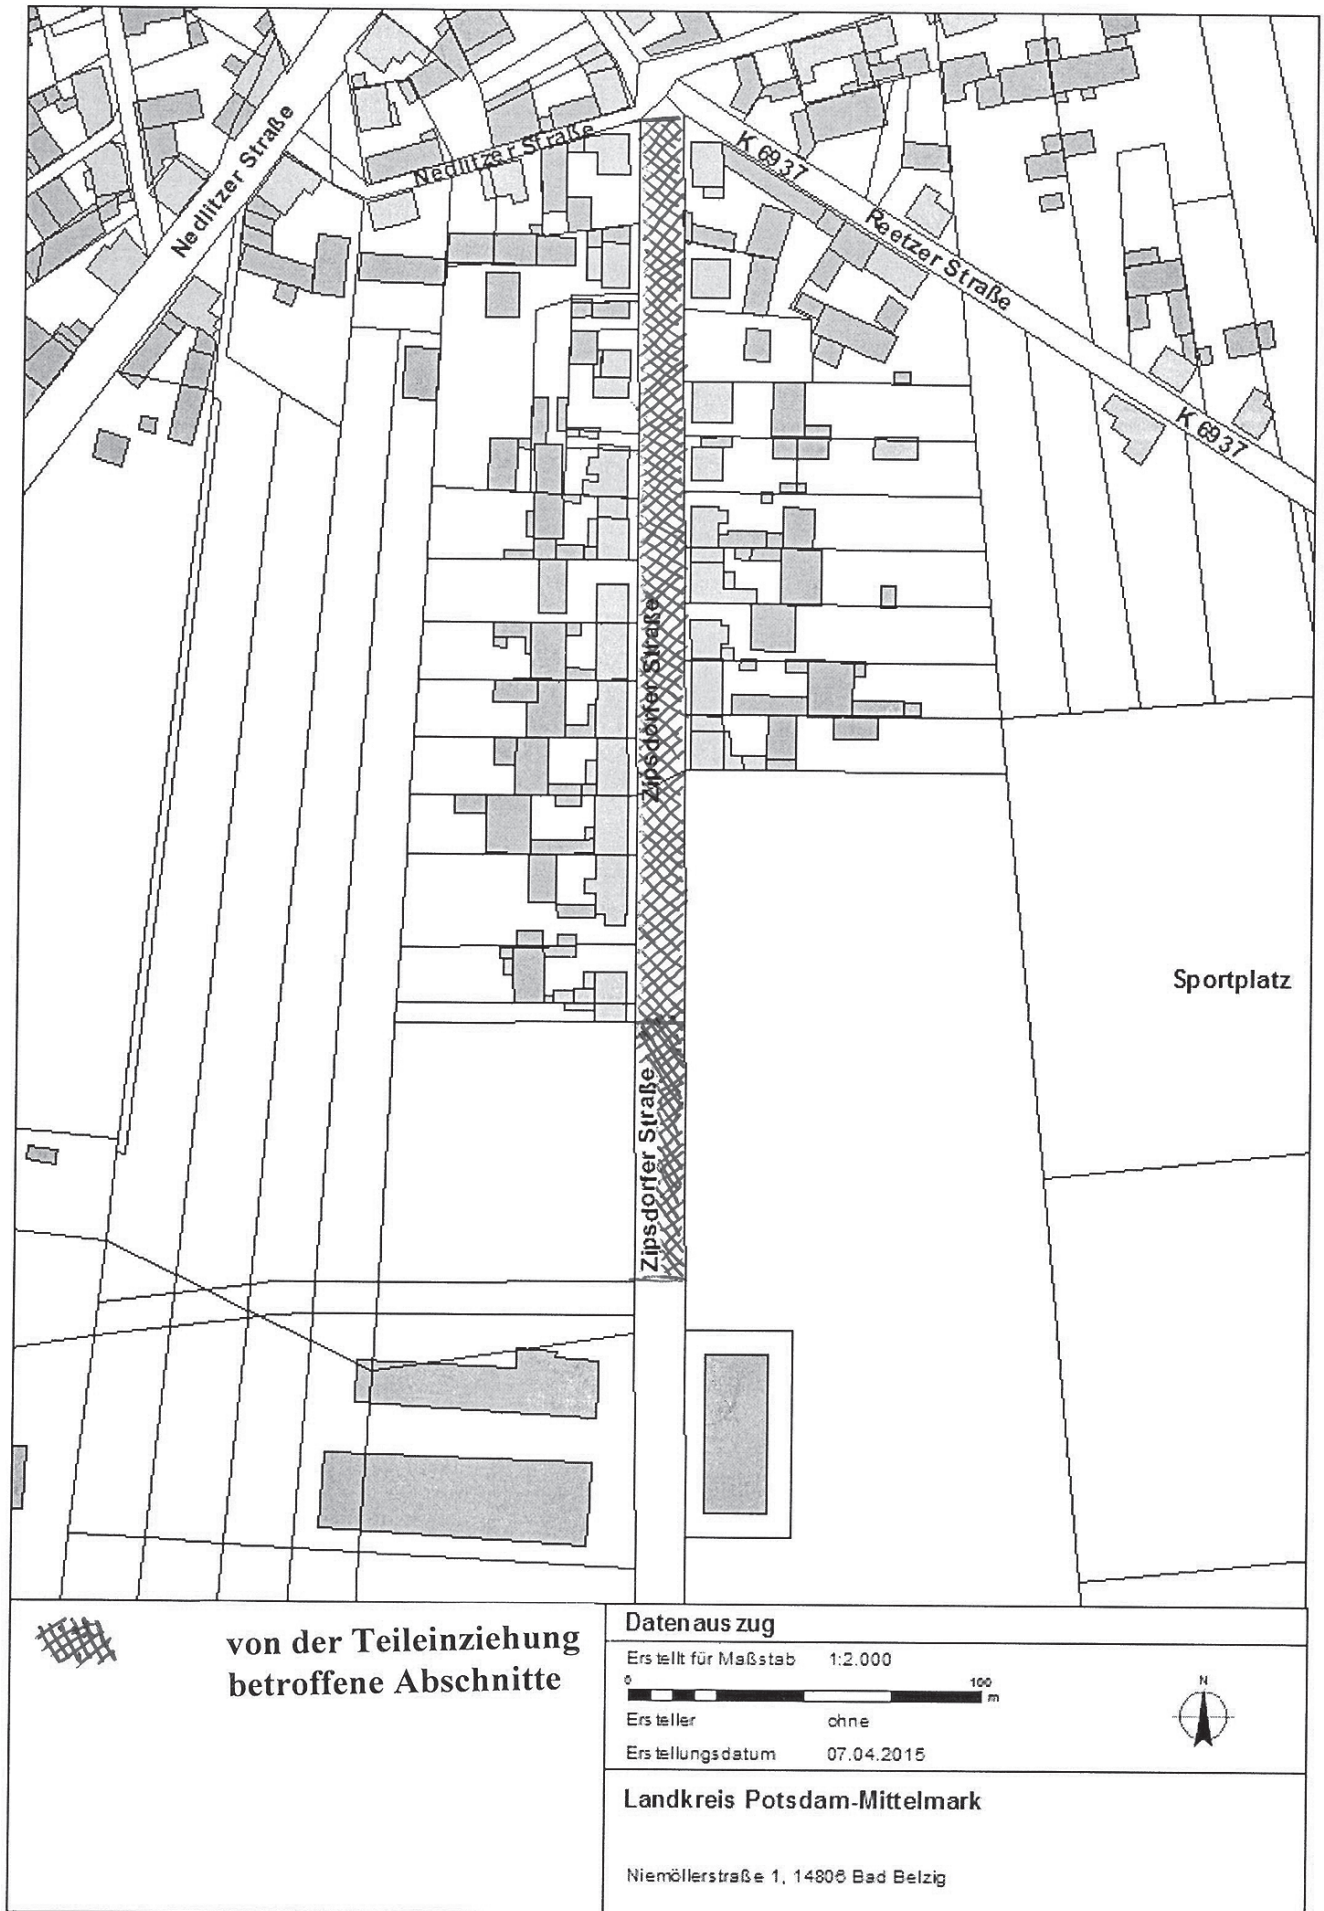 Nedlitzer Straße
Nedlitzer Straße
K 6937
Reetzer Straße
K 6937
Zipsdorfer Straße
Sportplatz
Zipsdorfer Straße
von der Teileinziehung
betroffene Abschnitte
Datenauszug
Erstellt für Maßstab 1:2.000
0 100
m
Ersteller ohne
Erstellungsdatum 07.04.2015
N
Landkreis Potsdam-Mittelmark
Niemöllerstraße 1, 14806 Bad Belzig